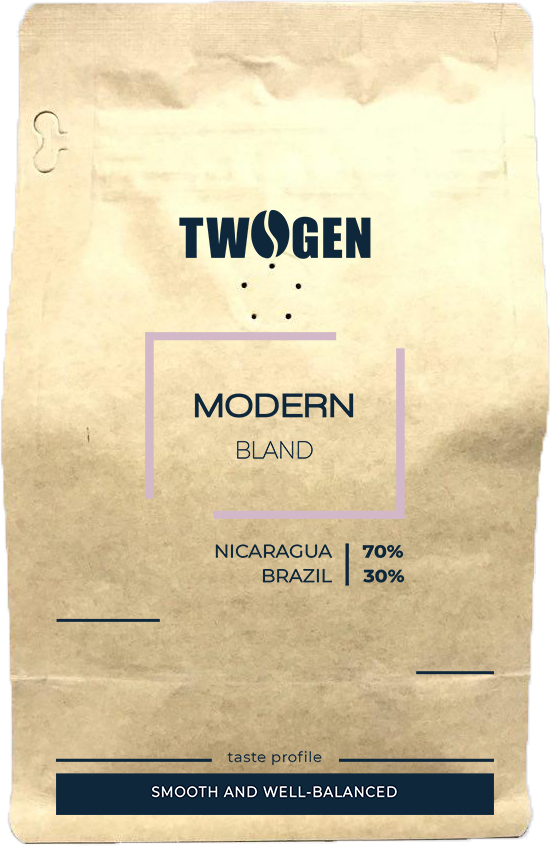 TWOGEN
MODERN
BLAND
NICARAGUA | 70%
BRAZIL | 30%
taste profile
SMOOTH AND WELL-BALANCED